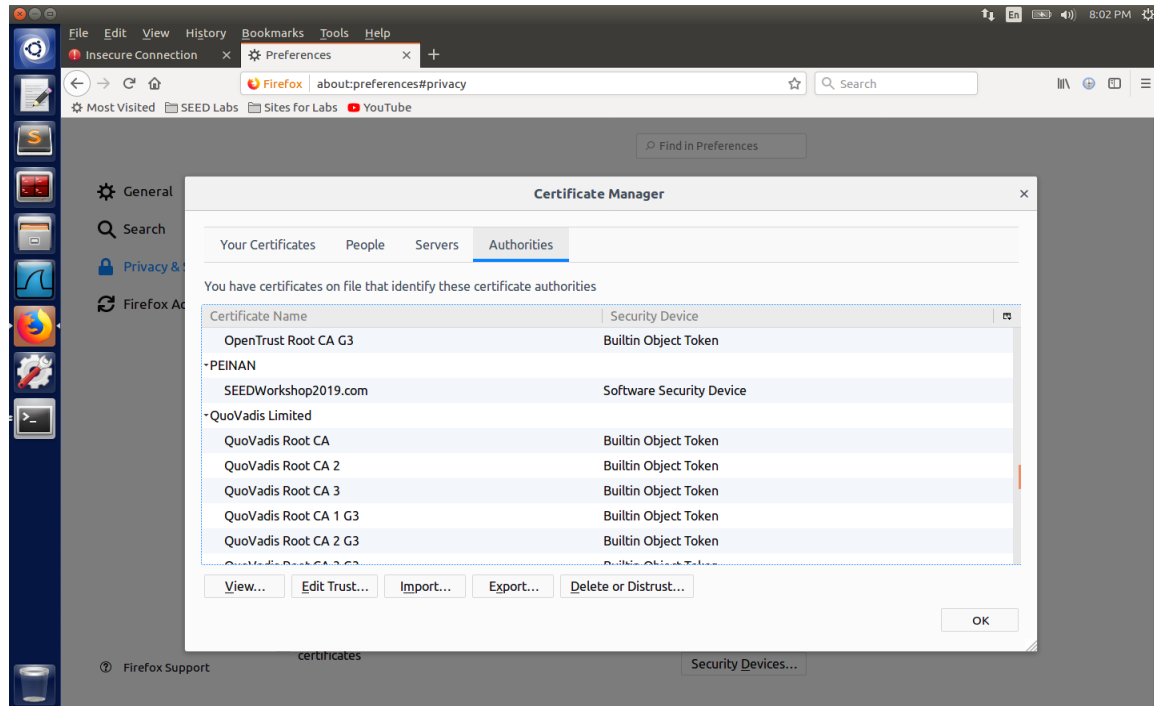 En 8:02 PM
File Edit View History Bookmarks Tools Help
Insecure Connection × Preferences × +
Firefox about:preferences#privacy Search
Most Visited SEED Labs Sites for Labs YouTube
Find in Preferences
General
Search
Privacy &
Firefox
Certificate Manager ×
Your Certificates People Servers Authorities
You have certificates on file that identify these certificate authorities
Certificate Name Security Device
OpenTrust Root CA G3 Builtin Object Token
PEINAN
SEEDWorkshop2019.com Software Security Device
QuoVadis Limited
QuoVadis Root CA Builtin Object Token
QuoVadis Root CA 2 Builtin Object Token
QuoVadis Root CA 3 Builtin Object Token
QuoVadis Root CA 1 G3 Builtin Object Token
QuoVadis Root CA 2 G3 Builtin Object Token
View... Edit Trust... Import... Export... Delete or Distrust...
OK
certificates
Firefox Support Security Devices...